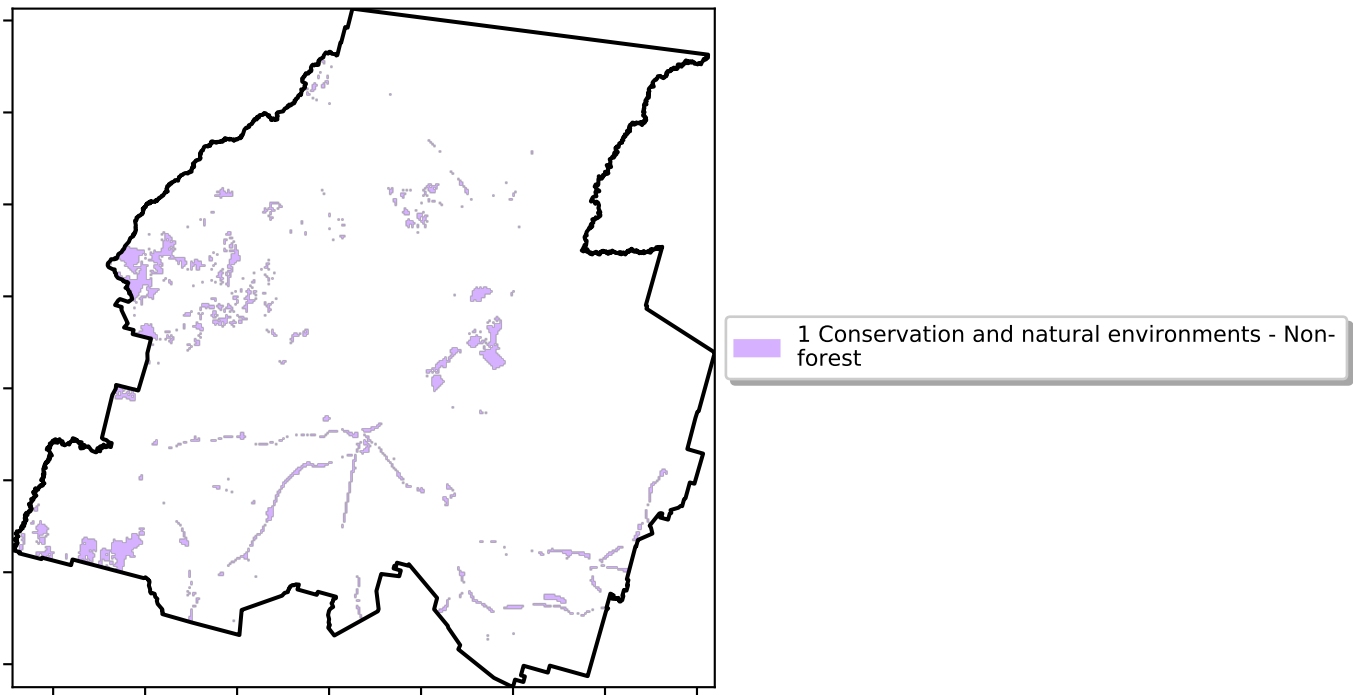 1 Conservation and natural environments - Non-
forest